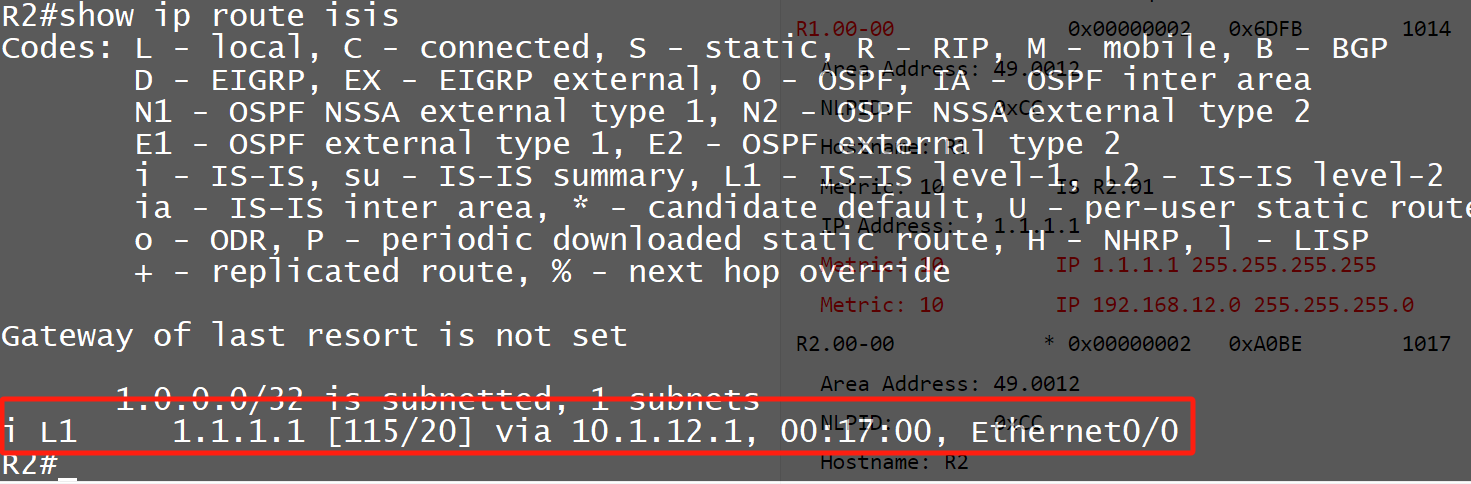 R2#show ip route isis
Codes: L - local, C - connected, S - static, R - RIP, M - mobile, B - BGP
D - EIGRP, EX - EIGRP external, O - OSPF, IA - OSPF inter area
N1 - OSPF NSSA external type 1, N2 - OSPF NSSA external type 2
E1 - OSPF external type 1, E2 - OSPF external type 2
i - IS-IS, su - IS-IS summary, L1 - IS-IS level-1, L2 - IS-IS level-2
ia - IS-IS inter area, * - candidate default, U - per-user static route
o - ODR, P - periodic downloaded static route, H - NHRP, l - LISP
+ - replicated route, % - next hop override
Gateway of last resort is not set
1.0.0.0/32 is subnetted, 1 subnets
i L1 1.1.1.1 [115/20] via 10.1.12.1, 00:17:00, Ethernet0/0
R2#
R1.00-00 0x00000002 0x6DFB 1014
Area Address: 49.0012
NLPID: 0xCC
Hostname: R1
Metric: 10 IS R2.01
IP Address: 1.1.1.1
Metric: 10 IP 1.1.1.1 255.255.255.255
Metric: 10 IP 192.168.12.0 255.255.255.0
R2.00-00 * 0x00000002 0xA0BE 1017
Area Address: 49.0012
NLPID: 0xCC
Hostname: R2